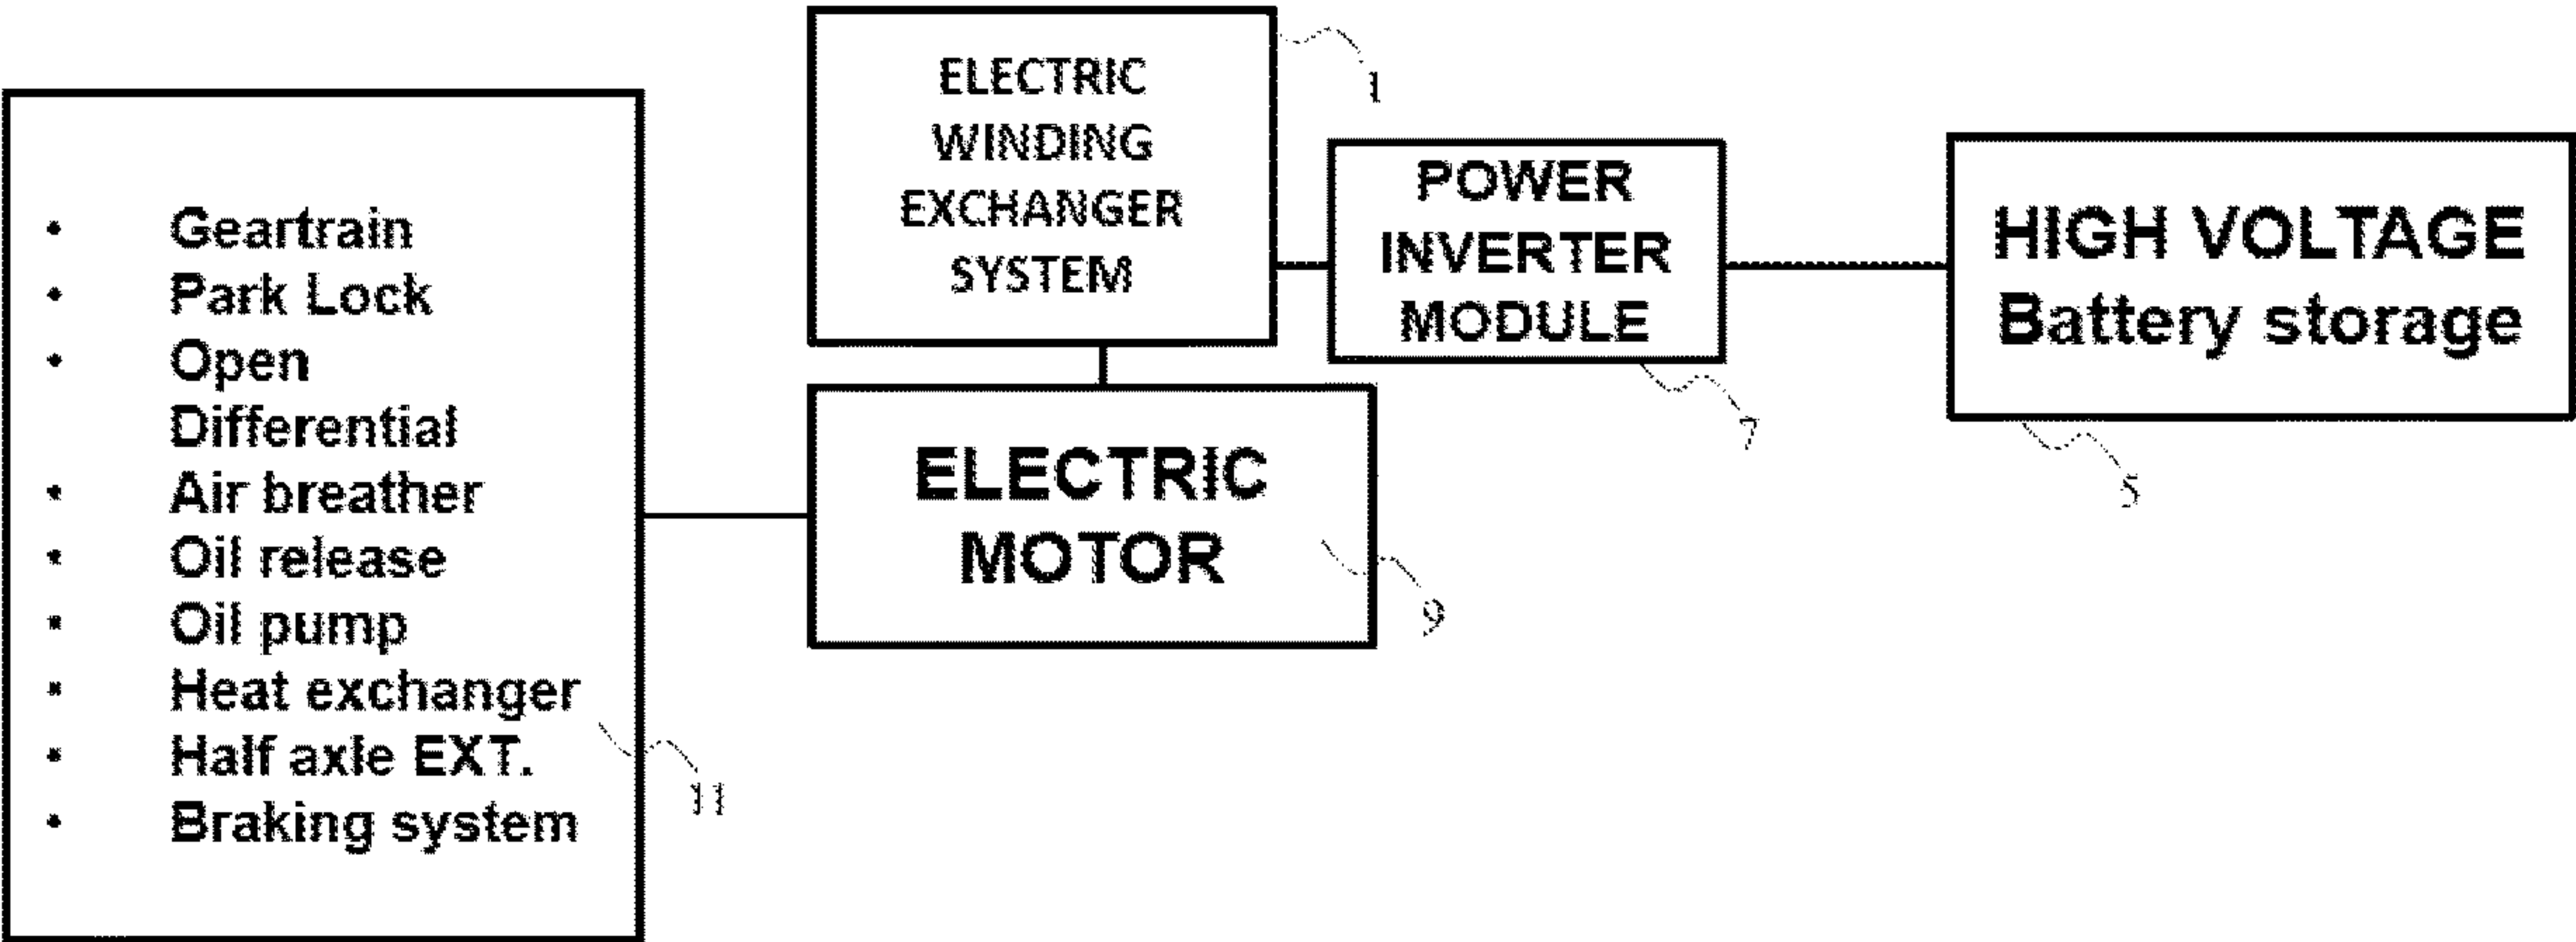 ELECTRIC
WINDING
EXCHANGER
SYSTEM
1
POWER
INVERTER
MODULE
7
HIGH VOLTAGE
Battery storage
5
• Geartrain
• Park Lock
• Open
Differential
• Air breather
• Oil release
• Oil pump
• Heat exchanger
• Half axle EXT.
• Braking system
11
ELECTRIC
MOTOR
9